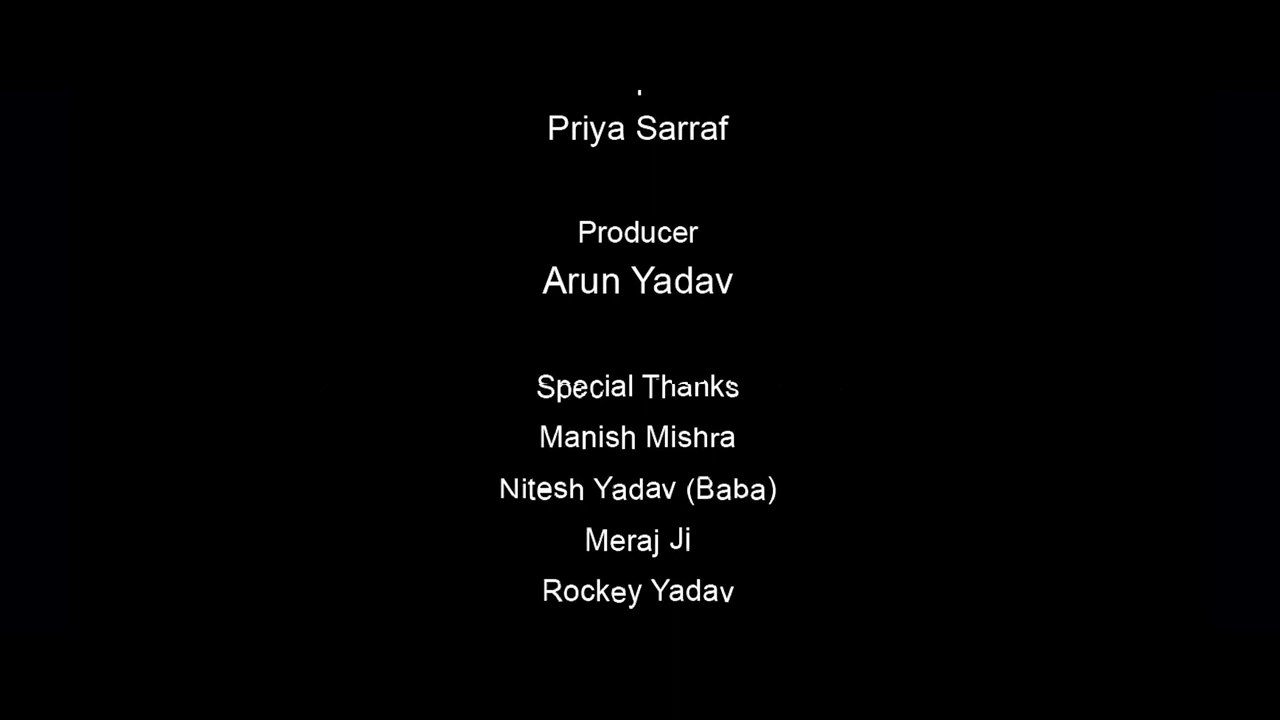 Priya Sarraf
Producer
Arun Yadav
Special Thanks
Manish Mishra
Nitesh Yadav (Baba)
Meraj Ji
Rockey Yadav